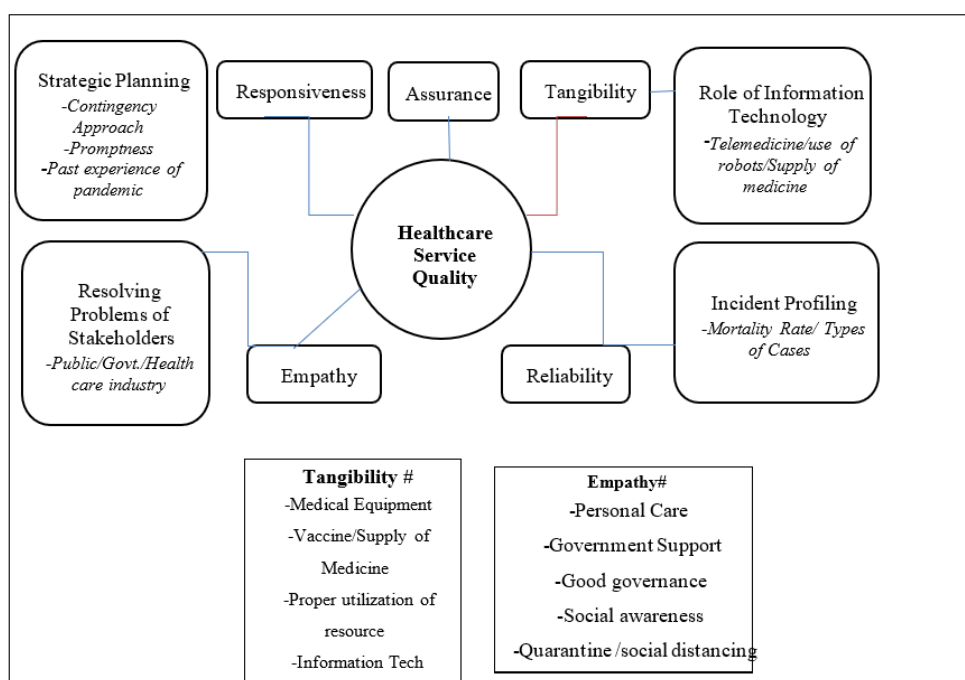 Strategic Planning
-Contingency
Approach
-Promptness
-Past experience of
pandemic
Responsiveness
Assurance
Tangibility
Role of Information
Technology
-Telemedicine/use of
robots/Supply of
medicine
Healthcare
Service
Quality
Resolving
Problems of
Stakeholders
-Public/Govt./Health
care industry
Empathy
Reliability
Incident Profiling
-Mortality Rate/ Types
of Cases
Tangibility #
-Medical Equipment
-Vaccine/Supply of
Medicine
-Proper utilization of
resource
-Information Tech
Empathy#
-Personal Care
-Government Support
-Good governance
-Social awareness
-Quarantine /social distancing